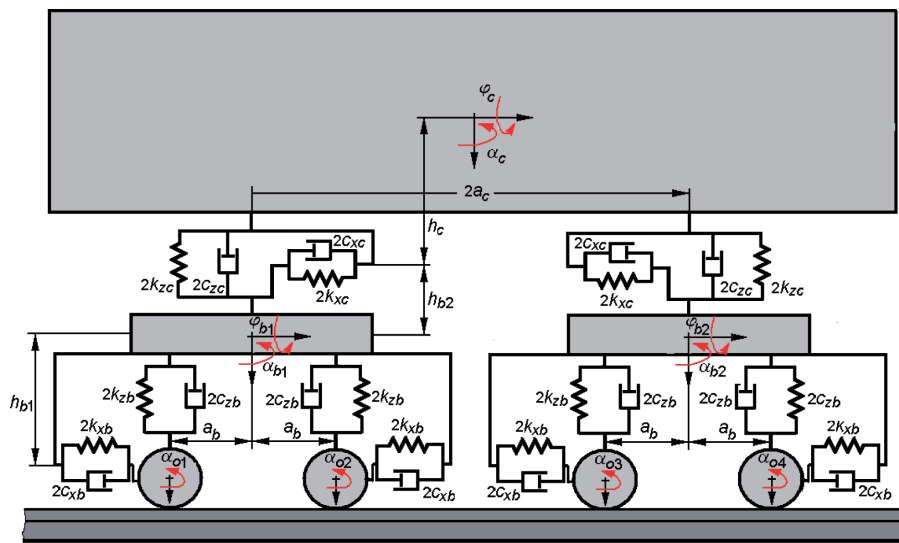 φc
αc
2ac
hc
2kzc
2czc
2cxc
2kxc
hb2
2cxc
2kxc
2czc
2kzc
φb1
αb1
hb1
φb2
αb2
2kzb
2czb
2czb
2kzb
2kzb
2czb
2czb
2kzb
ab
ab
ab
ab
2kxb
2cxb
αo1
αo2
2kxb
2cxb
2kxb
2cxb
αo3
αo4
2kxb
2cxb